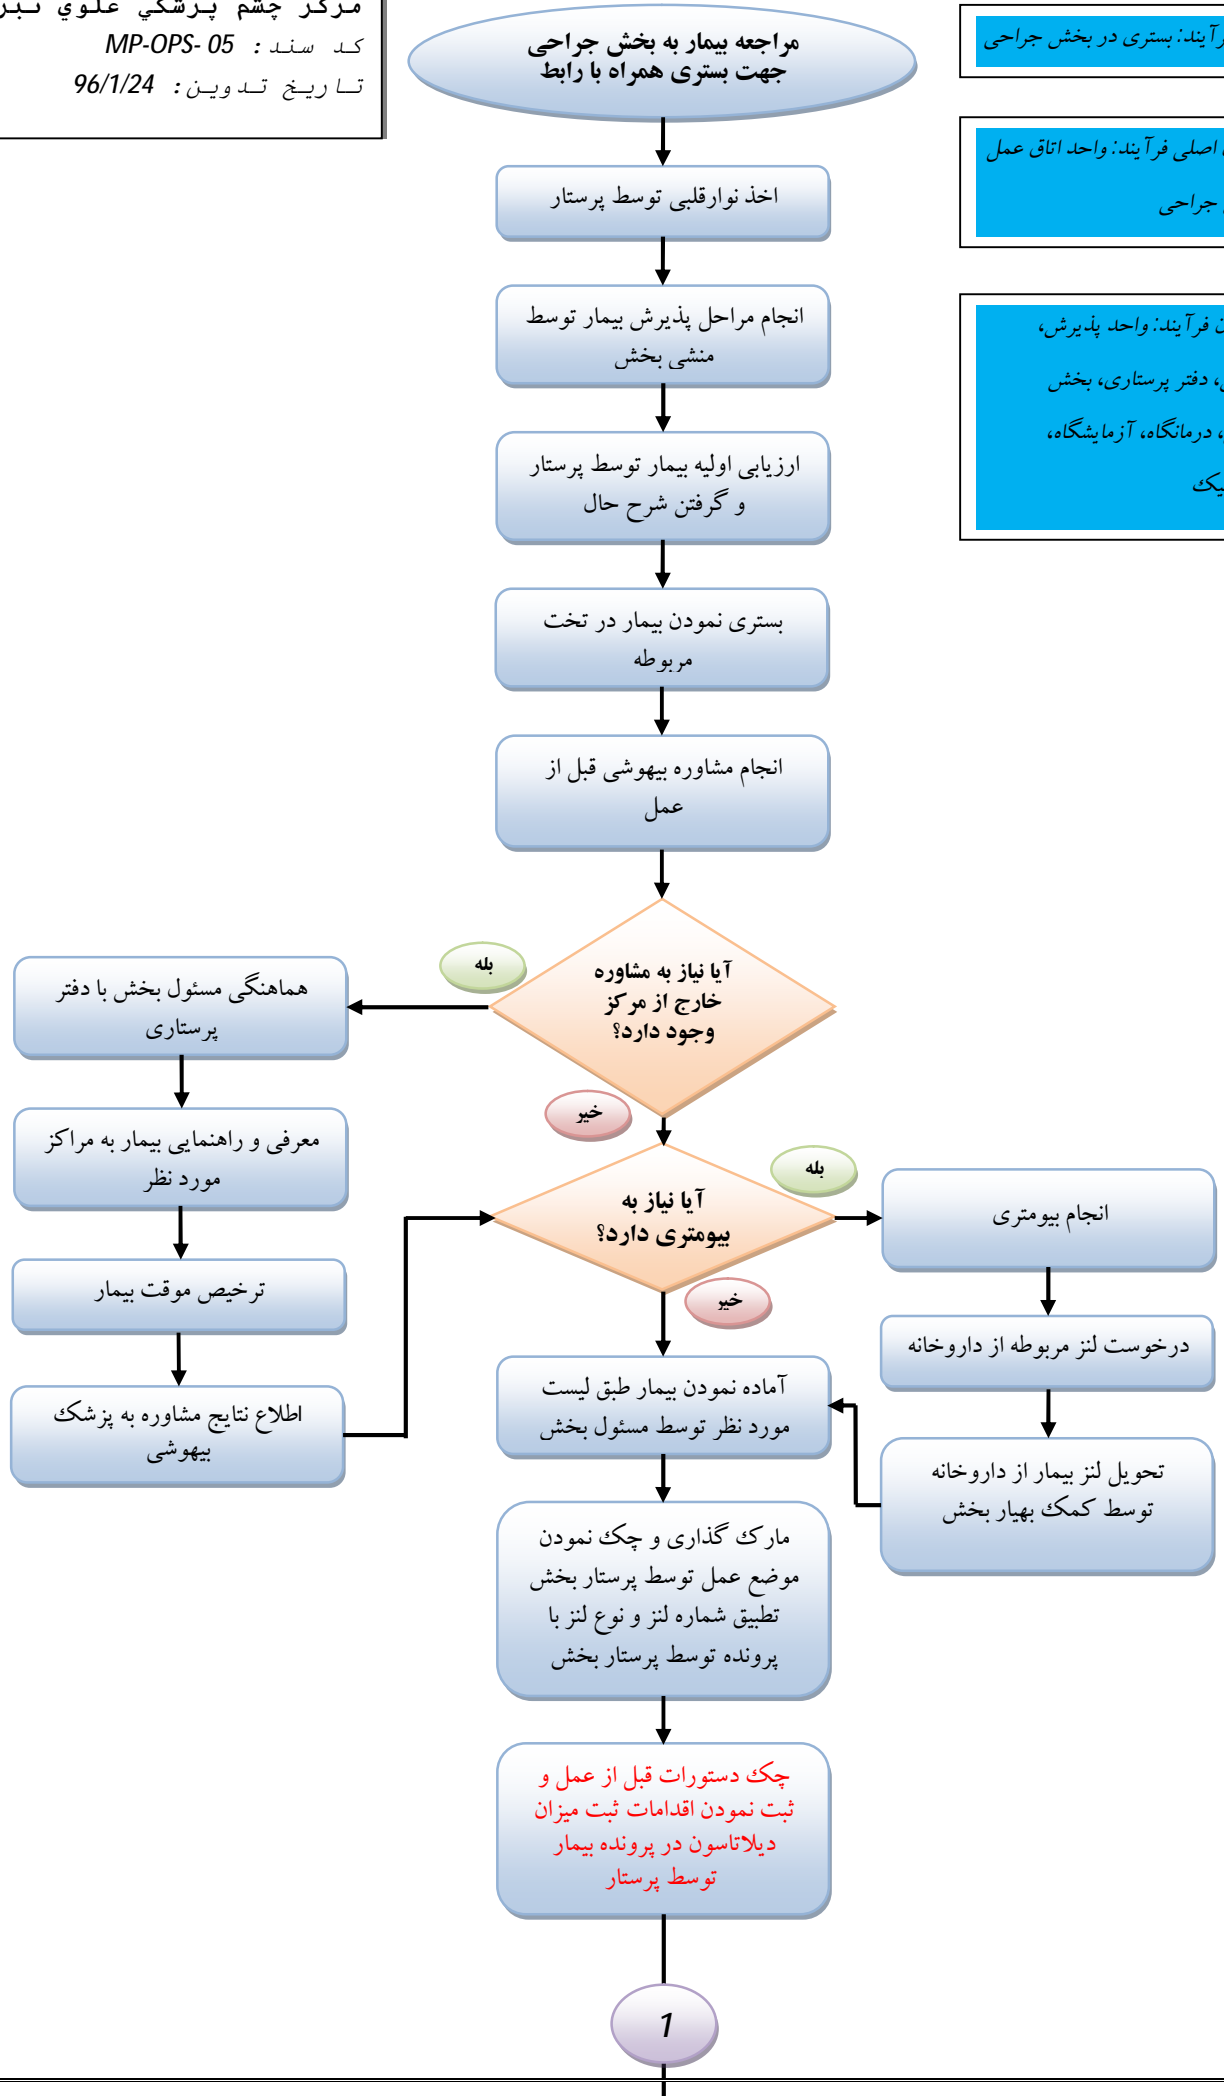 مرکز چشم پزشکي علوي
کد سند: MP-OPS- 05
تاریخ تدوین: 96/1/24
مراجعه بیمار به بخش جراحی
جهت بستری همراه با رابط
بستری در بخش جراحی
اصلی فرآیند: واحد اتاق عمل
جراحی
فرآیند: واحد پذیرش،
دفتر پرستاری، بخش
درمانگاه، آزمایشگاه،
اخذ نوارقلبی توسط پرستار
انجام مراحل پذیرش بیمار توسط
منشی بخش
ارزیابی اولیه بیمار توسط پرستار
و گرفتن شرح حال
بستری نمودن بیمار در تخت
مربوطه
انجام مشاوره بیهوشی قبل از
عمل
آیا نیاز به مشاوره
خارج از مرکز
وجود دارد؟
بله
هماهنگی مسئول بخش با دفتر
پرستاری
معرفی و راهنمایی بیمار به مراکز
مورد نظر
ترخیص موقت بیمار
اطلاع نتایج مشاوره به پزشک
بیهوشی
خیر
آیا نیاز به
بیومتری دارد؟
بله
انجام بیومتری
درخوست لنز مربوطه از داروخانه
تحویل لنز بیمار از داروخانه
توسط کمک بهیار بخش
خیر
آماده نمودن بیمار طبق لیست
مورد نظر توسط مسئول بخش
مارک گذاری و چک نمودن
موضع عمل توسط پرستار بخش
تطبیق شماره لنز و نوع لنز با
پرونده توسط پرستار بخش
چک دستورات قبل از عمل و
ثبت نمودن اقدامات ثبت میزان
دیلاتاسون در پرونده بیمار
توسط پرستار
1